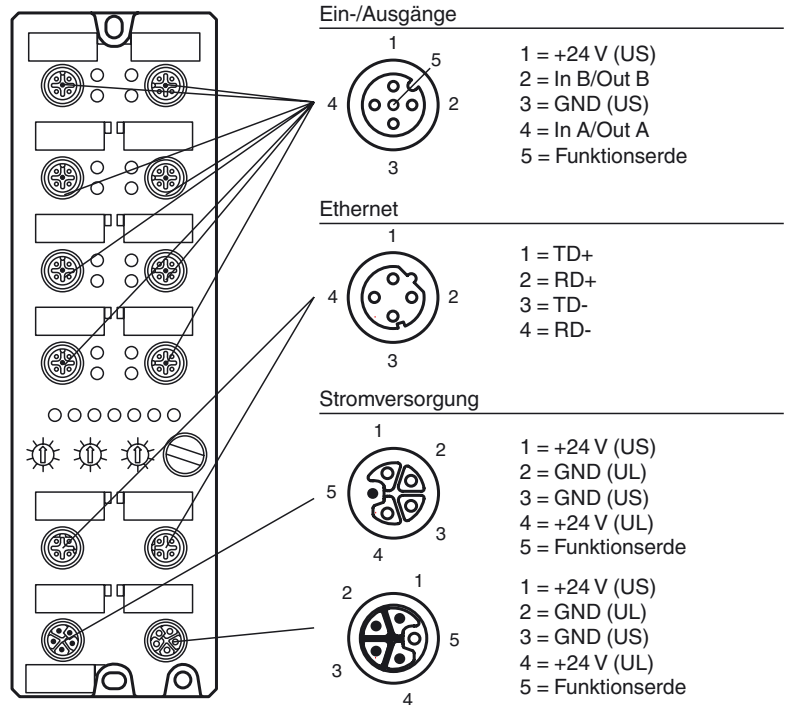 Ein-/Ausgänge
1
5
4
2
3
1 = +24 V (US)
2 = In B/Out B
3 = GND (US)
4 = In A/Out A
5 = Funktionserde
Ethernet
1
4
2
3
1 = TD+
2 = RD+
3 = TD-
4 = RD-
Stromversorgung
1
2
5
3
4
1 = +24 V (US)
2 = GND (UL)
3 = GND (US)
4 = +24 V (UL)
5 = Funktionserde
1
2
5
3
4
1 = +24 V (US)
2 = GND (UL)
3 = GND (US)
4 = +24 V (UL)
5 = Funktionserde